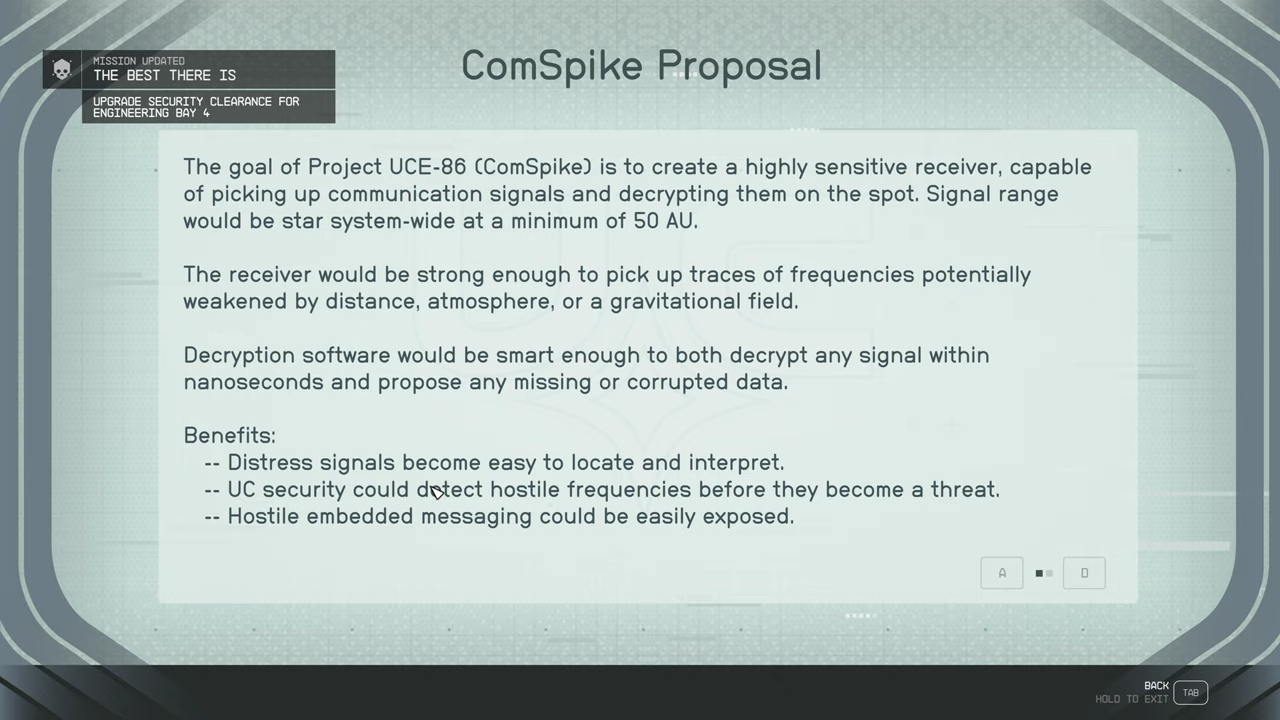 MISSION UPDATED
THE BEST THERE IS
UPGRADE SECURITY CLEARANCE FOR
ENGINEERING BAY 4
ComSpike Proposal
The goal of Project UCE-86 (ComSpike) is to create a highly sensitive receiver, capable
of picking up communication signals and decrypting them on the spot. Signal range
would be star system-wide at a minimum of 50 AU.
The receiver would be strong enough to pick up traces of frequencies potentially
weakened by distance, atmosphere, or a gravitational field.
Decryption software would be smart enough to both decrypt any signal within
nanoseconds and propose any missing or corrupted data.
Benefits:
-- Distress signals become easy to locate and interpret.
-- UC security could detect hostile frequencies before they become a threat.
-- Hostile embedded messaging could be easily exposed.
A
D
BACK
HOLD TO EXIT
TAB